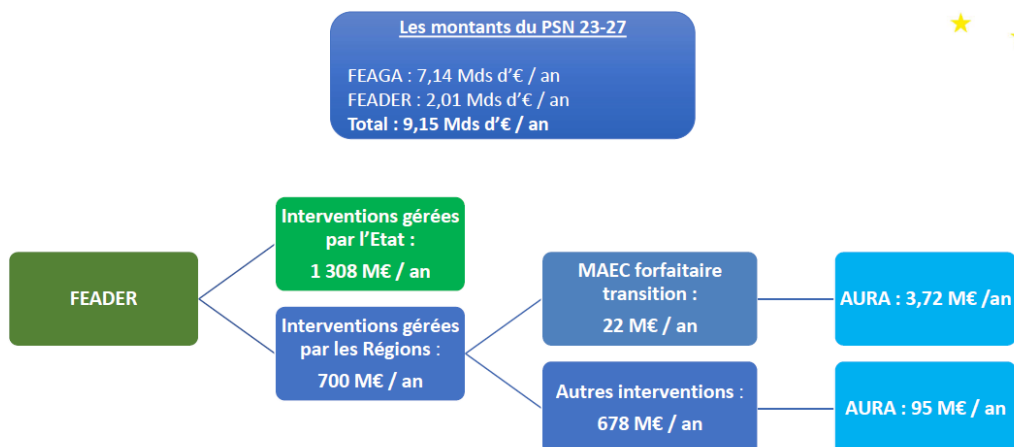 Les montants du PSN 23-27
FEAGA : 7,14 Mds d'€ / an
FEADER : 2,01 Mds d'€ / an
Total : 9,15 Mds d'€ / an
FEADER
Interventions gérées
par l'Etat :
1 308 M€ / an
Interventions gérées
par les Régions :
700 M€ / an
MAEC forfaitaire
transition :
22 M€ / an
AURA : 3,72 M€ /an
Autres interventions :
678 M€ / an
AURA : 95 M€ / an